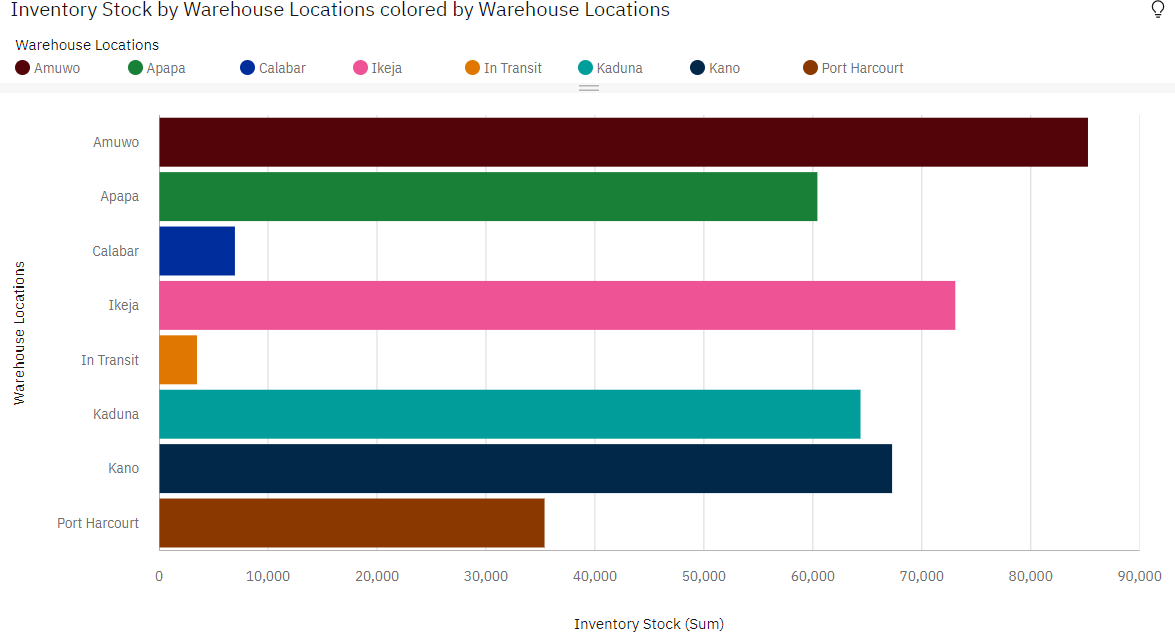 Inventory Stock by Warehouse Locations colored by Warehouse Locations
Warehouse Locations
Amuwo Apapa Calabar Ikeja In Transit Kaduna Kano Port Harcourt
Warehouse Locations
Amuwo
Apapa
Calabar
Ikeja
In Transit
Kaduna
Kano
Port Harcourt
0 10,000 20,000 30,000 40,000 50,000 60,000 70,000 80,000 90,000
Inventory Stock (Sum)